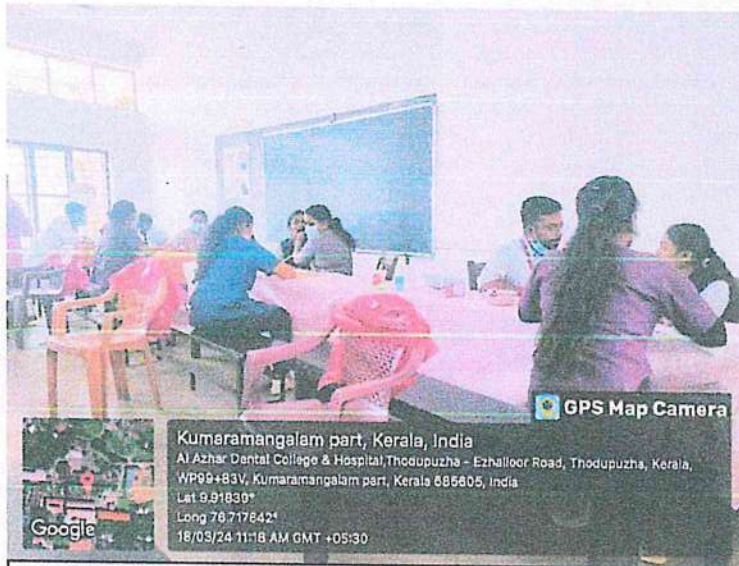 GPS Map Camera
Kumaramangalam part, Kerala, India
Al Azhar Dental College & Hospital,Thodupuzha - Ezhalloor Road, Thodupuzha, Kerala,
WP99+83V, Kumaramangalam part, Kerala 685605, India
Lat 9.91839°
Long 76.717642°
18/03/24 11:18 AM GMT +05:30
Google